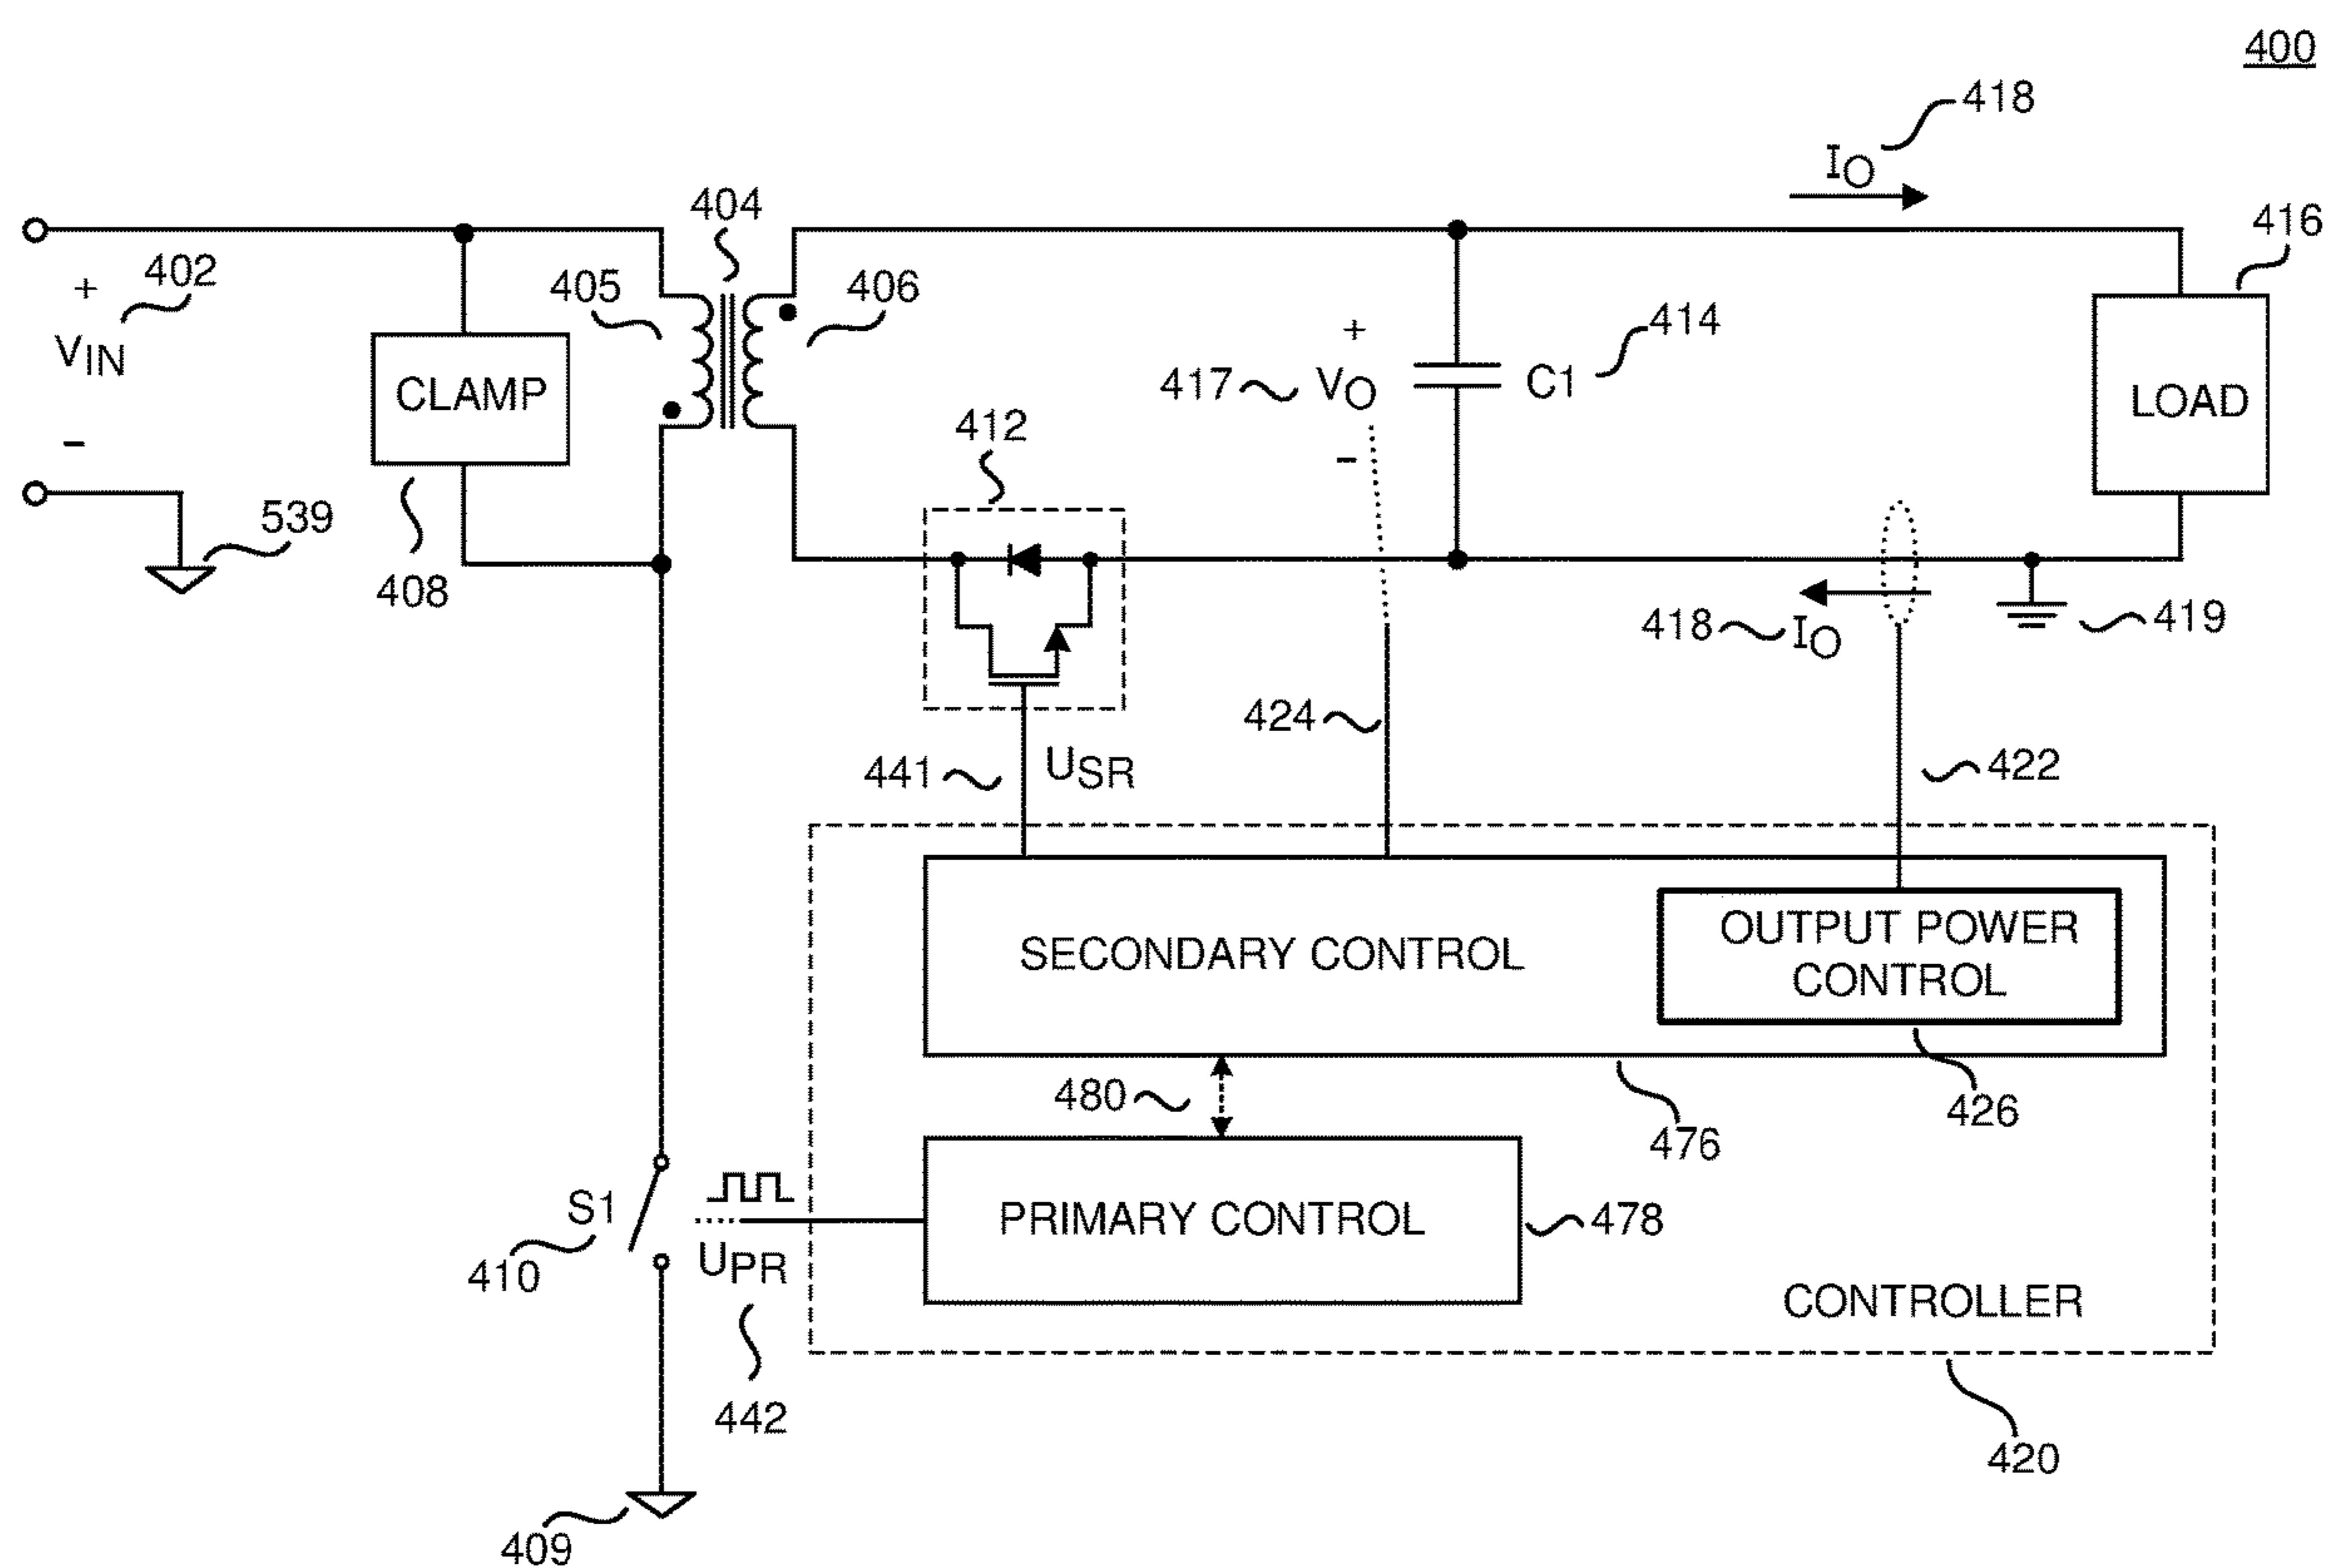 400
418
IO
404
416
402
405
406
+
VIN
-
+
417
VO
-
C1
414
CLAMP
LOAD
412
539
408
418
IO
419
424
441
USR
422
SECONDARY CONTROL
OUTPUT POWER
CONTROL
480
476
426
S1
410
UPR
PRIMARY CONTROL
478
442
CONTROLLER
420
409